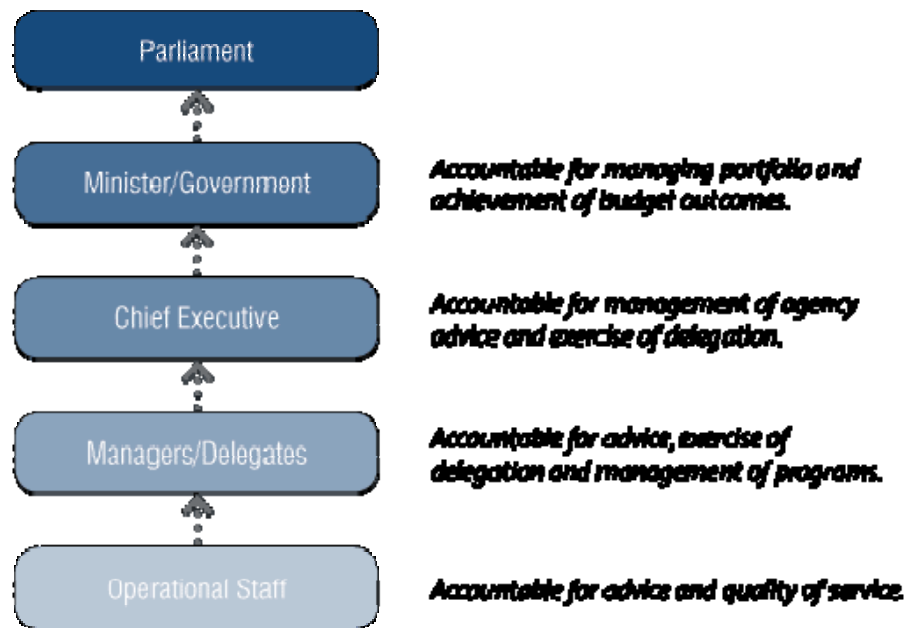 Parliament
Minister/Government
Accountable for managing portfolio and
achievement of budget outcomes.
Chief Executive
Accountable for management of agency
advice and exercise of delegation.
Managers/Delegates
Accountable for advice, exercise of
delegation and management of programs.
Operational Staff
Accountable for advice and quality of service.